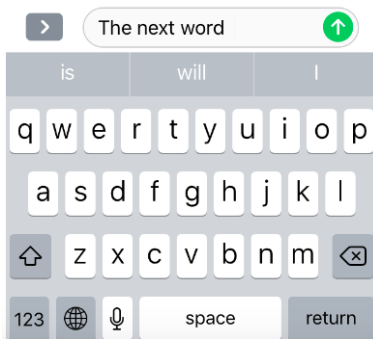 The next word
is will I
q w e r t y u i o p
a s d f g h j k l
z x c v b n m
123 space return